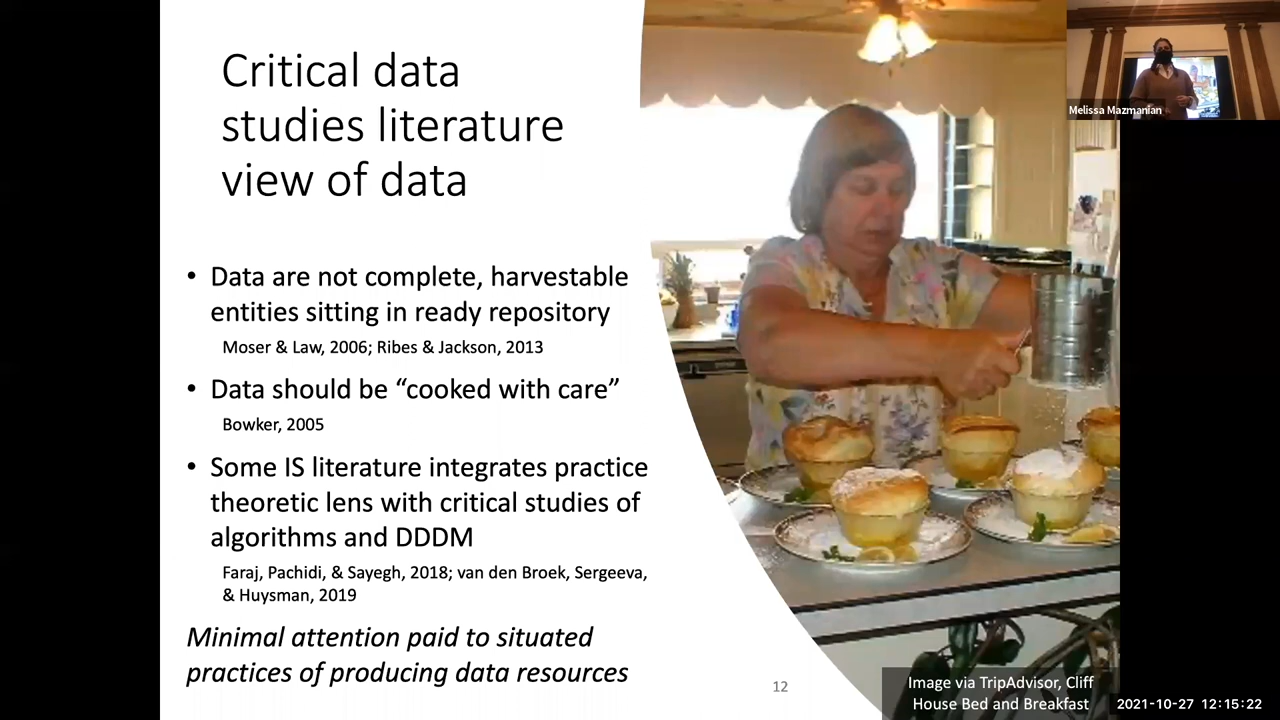 Critical data
studies literature
view of data
• Data are not complete, harvestable
entities sitting in ready repository
Moser & Law, 2006; Ribes & Jackson, 2013
• Data should be “cooked with care”
Bowker, 2005
• Some IS literature integrates practice
theoretic lens with critical studies of
algorithms and DDDM
Faraj, Pachidi, & Sayegh, 2018; van den Broek, Sergeeva,
& Huysman, 2019
Minimal attention paid to situated
practices of producing data resources
12
Image via TripAdvisor, Cliff
House Bed and Breakfast
Melissa Mazmanian
2021-10-27 12:15:22